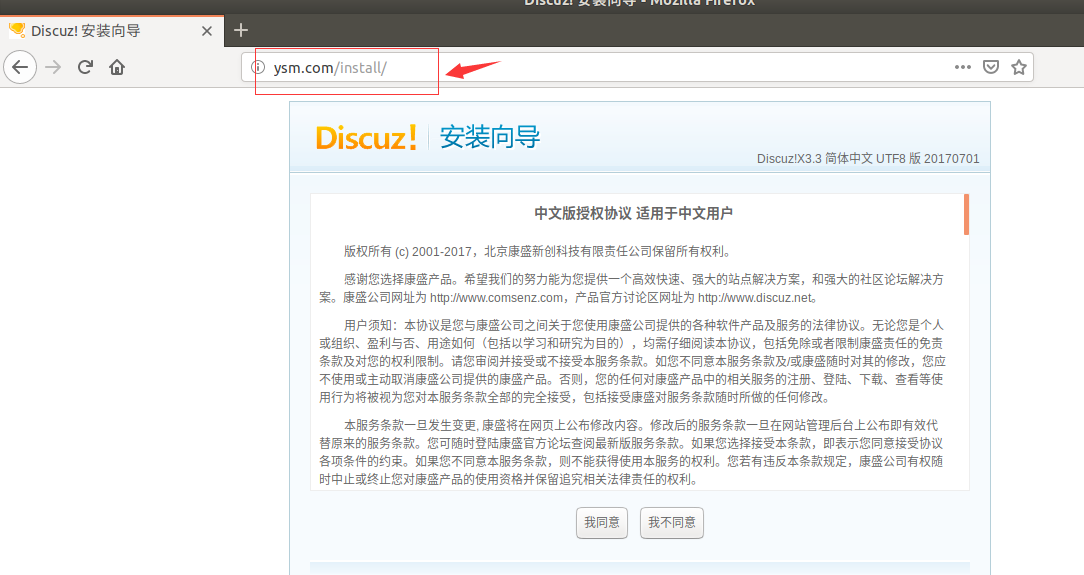 Discuz! 安装向导 - Mozilla Firefox
Discuz! 安装向导
ysm.com/install/
Discuz! 安装向导
Discuz!X3.3 简体中文 UTF8 版 20170701
中文版授权协议 适用于中文用户
版权所有 (c) 2001-2017，北京康盛新创科技有限责任公司保留所有权利。
感谢您选择康盛产品。希望我们的努力能为您提供一个高效快速、强大的站点解决方案，和强大的社区论坛解决方
案。康盛公司网址为 http://www.comsenz.com，产品官方讨论区网址为 http://www.discuz.net。
用户须知：本协议是您与康盛公司之间关于您使用康盛公司提供的各种软件产品及服务的法律协议。无论您是个人
或组织、盈利与否、用途如何（包括以学习和研究为目的），均需仔细阅读本协议，包括免除或者限制康盛责任的免责
条款及对您的权利限制。请您审阅并接受或不接受本服务条款。如您不同意本服务条款及/或康盛随时对其的修改，您应
不使用或主动取消康盛公司提供的康盛产品。否则，您的任何对康盛产品中的相关服务的注册、登陆、下载、查看等使
用行为将被视为您对本服务条款全部的完全接受，包括接受康盛对服务条款随时所做的任何修改。
本服务条款一旦发生变更, 康盛将在网页上公布修改内容。修改后的服务条款一旦在网站管理后台上公布即有效代
替原来的服务条款。您可随时登陆康盛官方论坛查阅最新版服务条款。如果您选择接受本条款，即表示您同意接受协议
各项条件的约束。如果您不同意本服务条款，则不能获得使用本服务的权利。您若有违反本条款规定，康盛公司有权随
时中止或终止您对康盛产品的使用资格并保留追究相关法律责任的权利。
我同意 我不同意